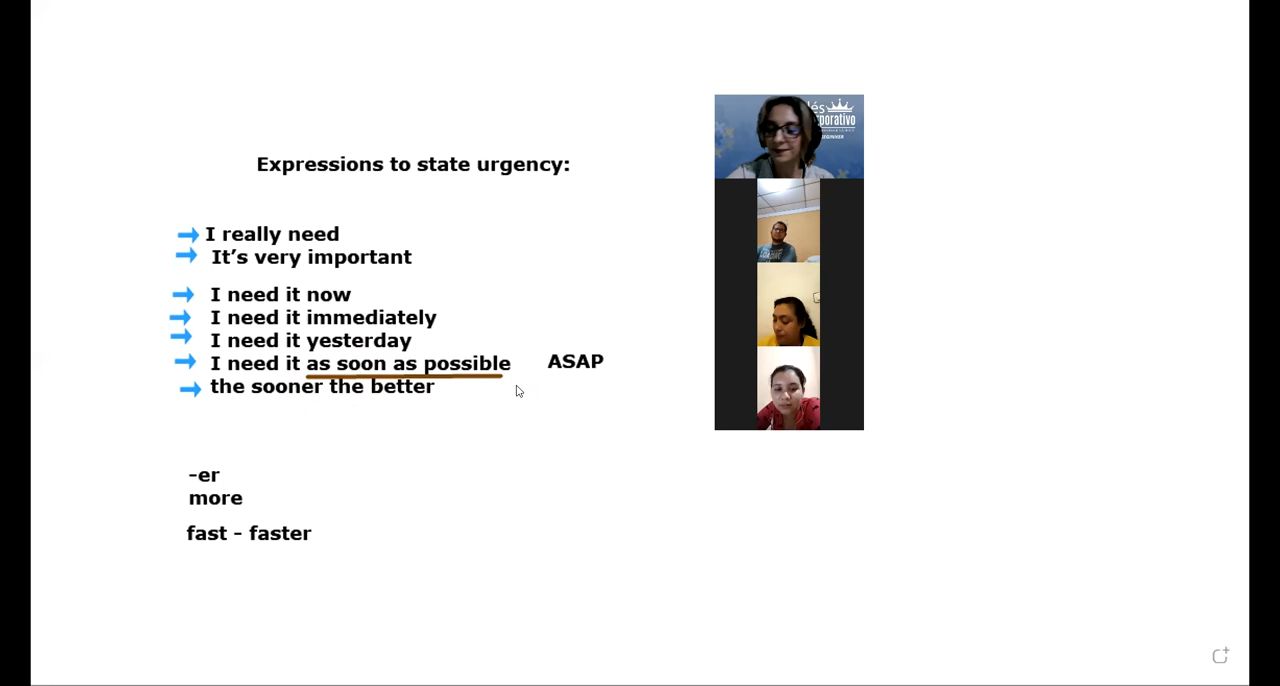 Expressions to state urgency:
I really need
It's very important
I need it now
I need it immediately
I need it yesterday
I need it as soon as possible ASAP
the sooner the better
-er
more
fast - faster